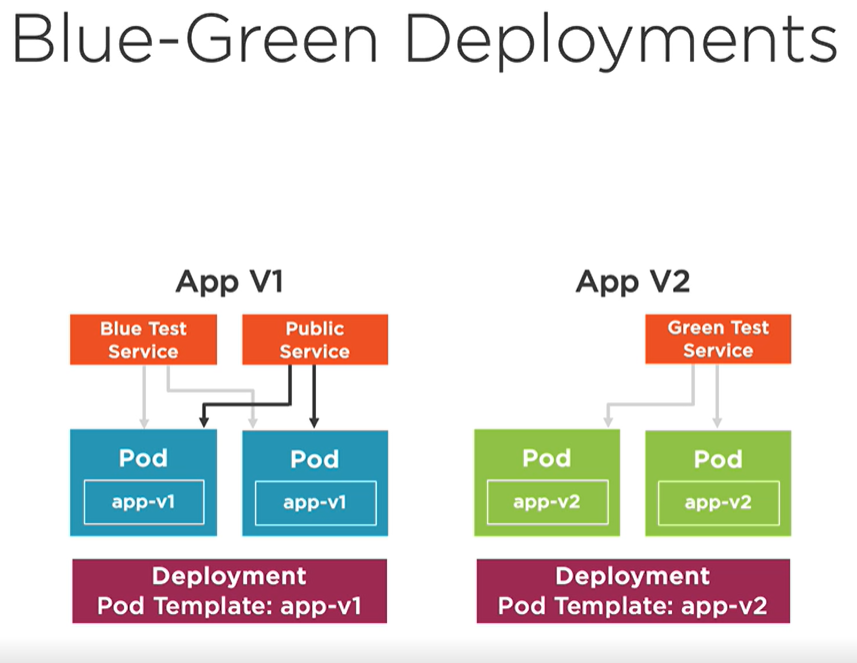 Blue-Green Deployments
App V1
Blue Test
Service
Public
Service
Pod
app-v1
Pod
app-v1
Deployment
Pod Template: app-v1
App V2
Green Test
Service
Pod
app-v2
Pod
app-v2
Deployment
Pod Template: app-v2